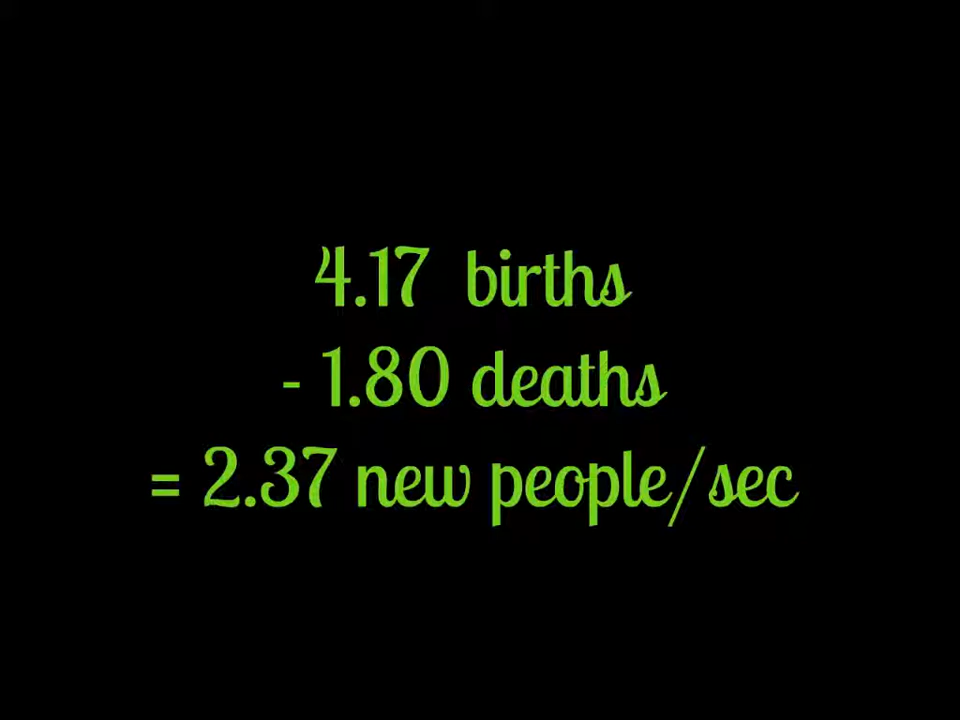 4.17 births
- 1.80 deaths
= 2.37 new people/sec